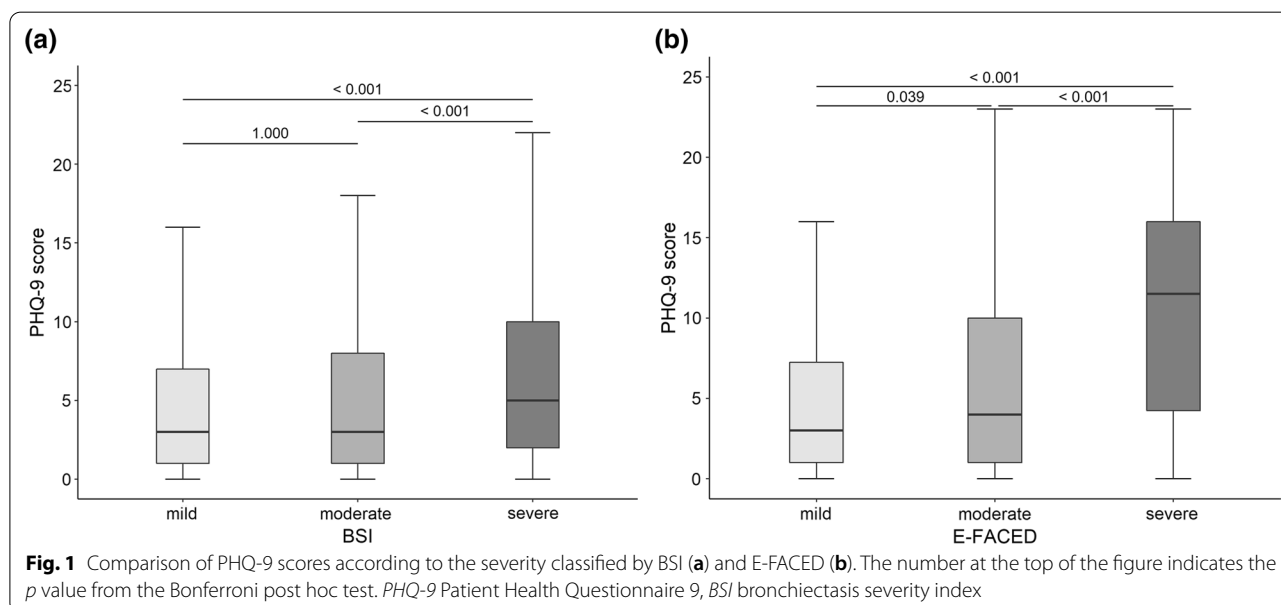 (a)
25
20
15
10
5
0
PHQ-9 score
< 0.001
< 0.001
1.000
mild moderate severe
BSI
(b)
25
20
15
10
5
0
PHQ-9 score
< 0.001
0.039 < 0.001
mild moderate severe
E-FACED
Fig. 1 Comparison of PHQ-9 scores according to the severity classified by BSI (a) and E-FACED (b). The number at the top of the figure indicates the
p value from the Bonferroni post hoc test. PHQ-9 Patient Health Questionnaire 9, BSI bronchiectasis severity index